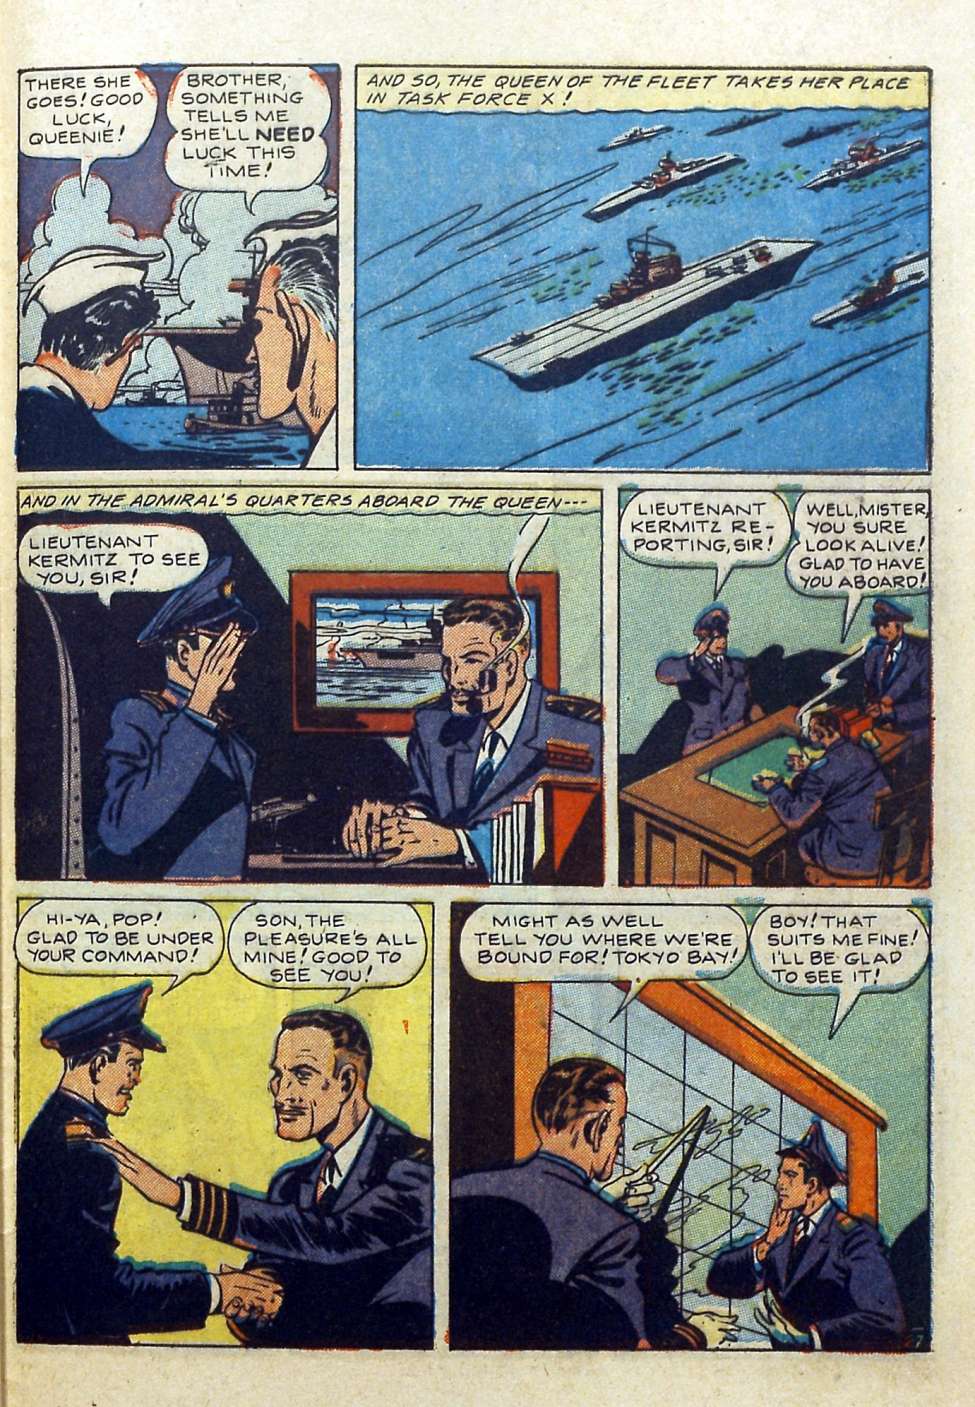 THERE SHE
GOES! GOOD
LUCK,
QUEENIE!
BROTHER,
SOMETHING
TELLS ME
SHE'LL NEED
LUCK THIS
TIME!
AND SO, THE QUEEN OF THE FLEET TAKES HER PLACE
IN TASK FORCE X!
AND IN THE ADMIRAL'S QUARTERS ABOARD THE QUEEN---
LIEUTENANT
KERMITZ TO SEE
YOU, SIR!
LIEUTENANT
KERMITZ RE-
PORTING, SIR!
WELL, MISTER,
YOU SURE
LOOK ALIVE!
GLAD TO HAVE
YOU ABOARD!
HI-YA, POP!
GLAD TO BE UNDER
YOUR COMMAND!
SON, THE
PLEASURE'S ALL
MINE! GOOD TO
SEE YOU!
MIGHT AS WELL
TELL YOU WHERE WE'RE
BOUND FOR! TOKYO BAY!
BOY! THAT
SUITS ME FINE!
I'LL BE GLAD
TO SEE IT!
7